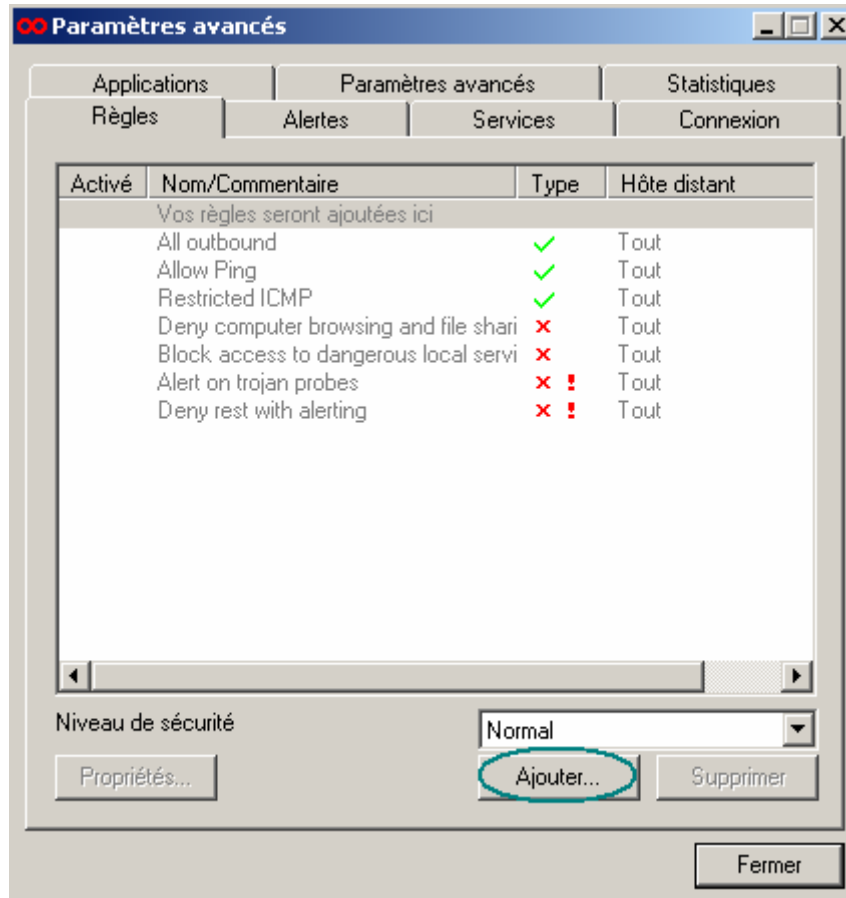 Paramètres avancés
Applications Paramètres avancés Statistiques
Règles Alertes Services Connexion
Activé Nom/Commentaire Type Hôte distant
Vos règles seront ajoutées ici
All outbound Tout
Allow Ping Tout
Restricted ICMP Tout
Deny computer browsing and file shari Tout
Block access to dangerous local servi Tout
Alert on trojan probes Tout
Deny rest with alerting Tout
Niveau de sécurité Normal
Propriétés... Ajouter... Supprimer
Fermer